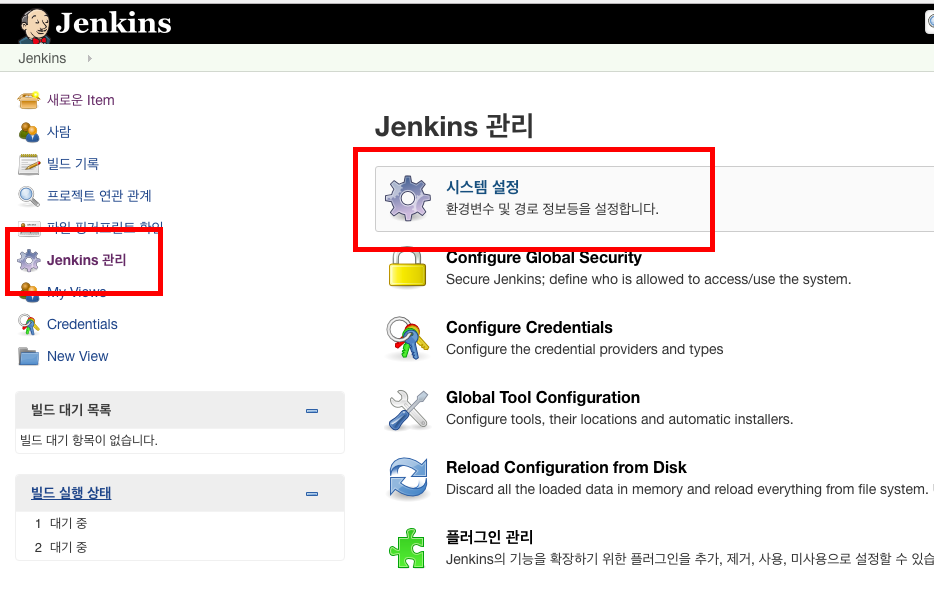 Jenkins
Jenkins
새로운 Item
사람
빌드 기록
프로젝트 연관 관계
파일 핑거프린트 확인
Jenkins 관리
My Views
Credentials
New View
빌드 대기 목록
빌드 대기 항목이 없습니다.
빌드 실행 상태
1 대기 중
2 대기 중
Jenkins 관리
시스템 설정
환경변수 및 경로 정보등을 설정합니다.
Configure Global Security
Secure Jenkins; define who is allowed to access/use the system.
Configure Credentials
Configure the credential providers and types
Global Tool Configuration
Configure tools, their locations and automatic installers.
Reload Configuration from Disk
Discard all the loaded data in memory and reload everything from file system.
플러그인 관리
Jenkins의 기능을 확장하기 위한 플러그인을 추가, 제거, 사용, 미사용으로 설정할 수 있습